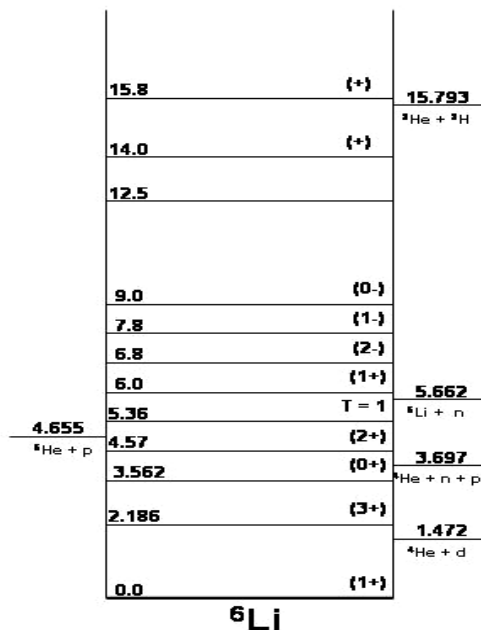 15.8 (+)
15.793
³He + ³H
14.0 (+)
12.5
9.0 (0-)
7.8 (1-)
6.8 (2-)
6.0 (1+)
5.662
⁵Li + n
5.36 T = 1
4.655
⁵He + p
4.57 (2+)
3.697
⁴He + n + p
3.562 (0+)
2.186 (3+)
1.472
⁴He + d
0.0 (1+)
⁶Li